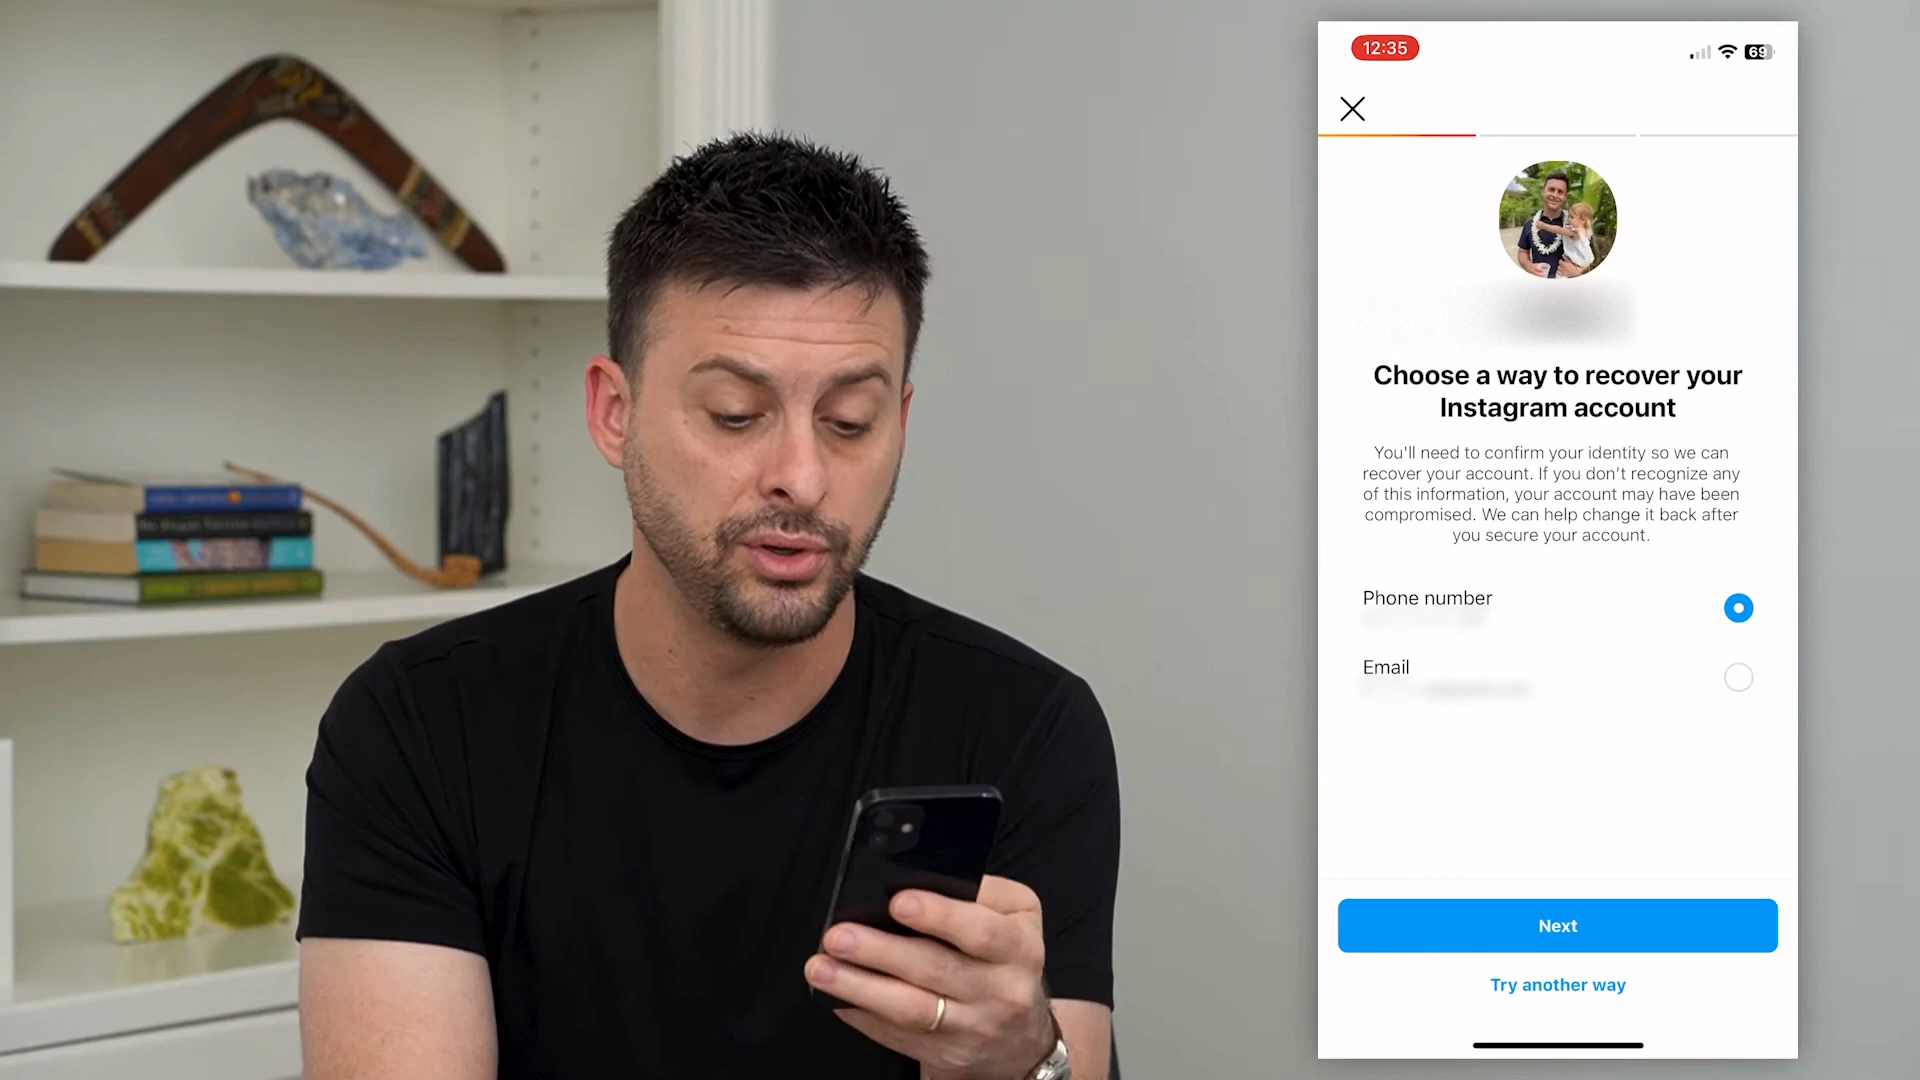 12:35
69
Choose a way to recover your
Instagram account
You'll need to confirm your identity so we can
recover your account. If you don't recognize any
of this information, your account may have been
compromised. We can help change it back after
you secure your account.
Phone number
Email
Next
Try another way